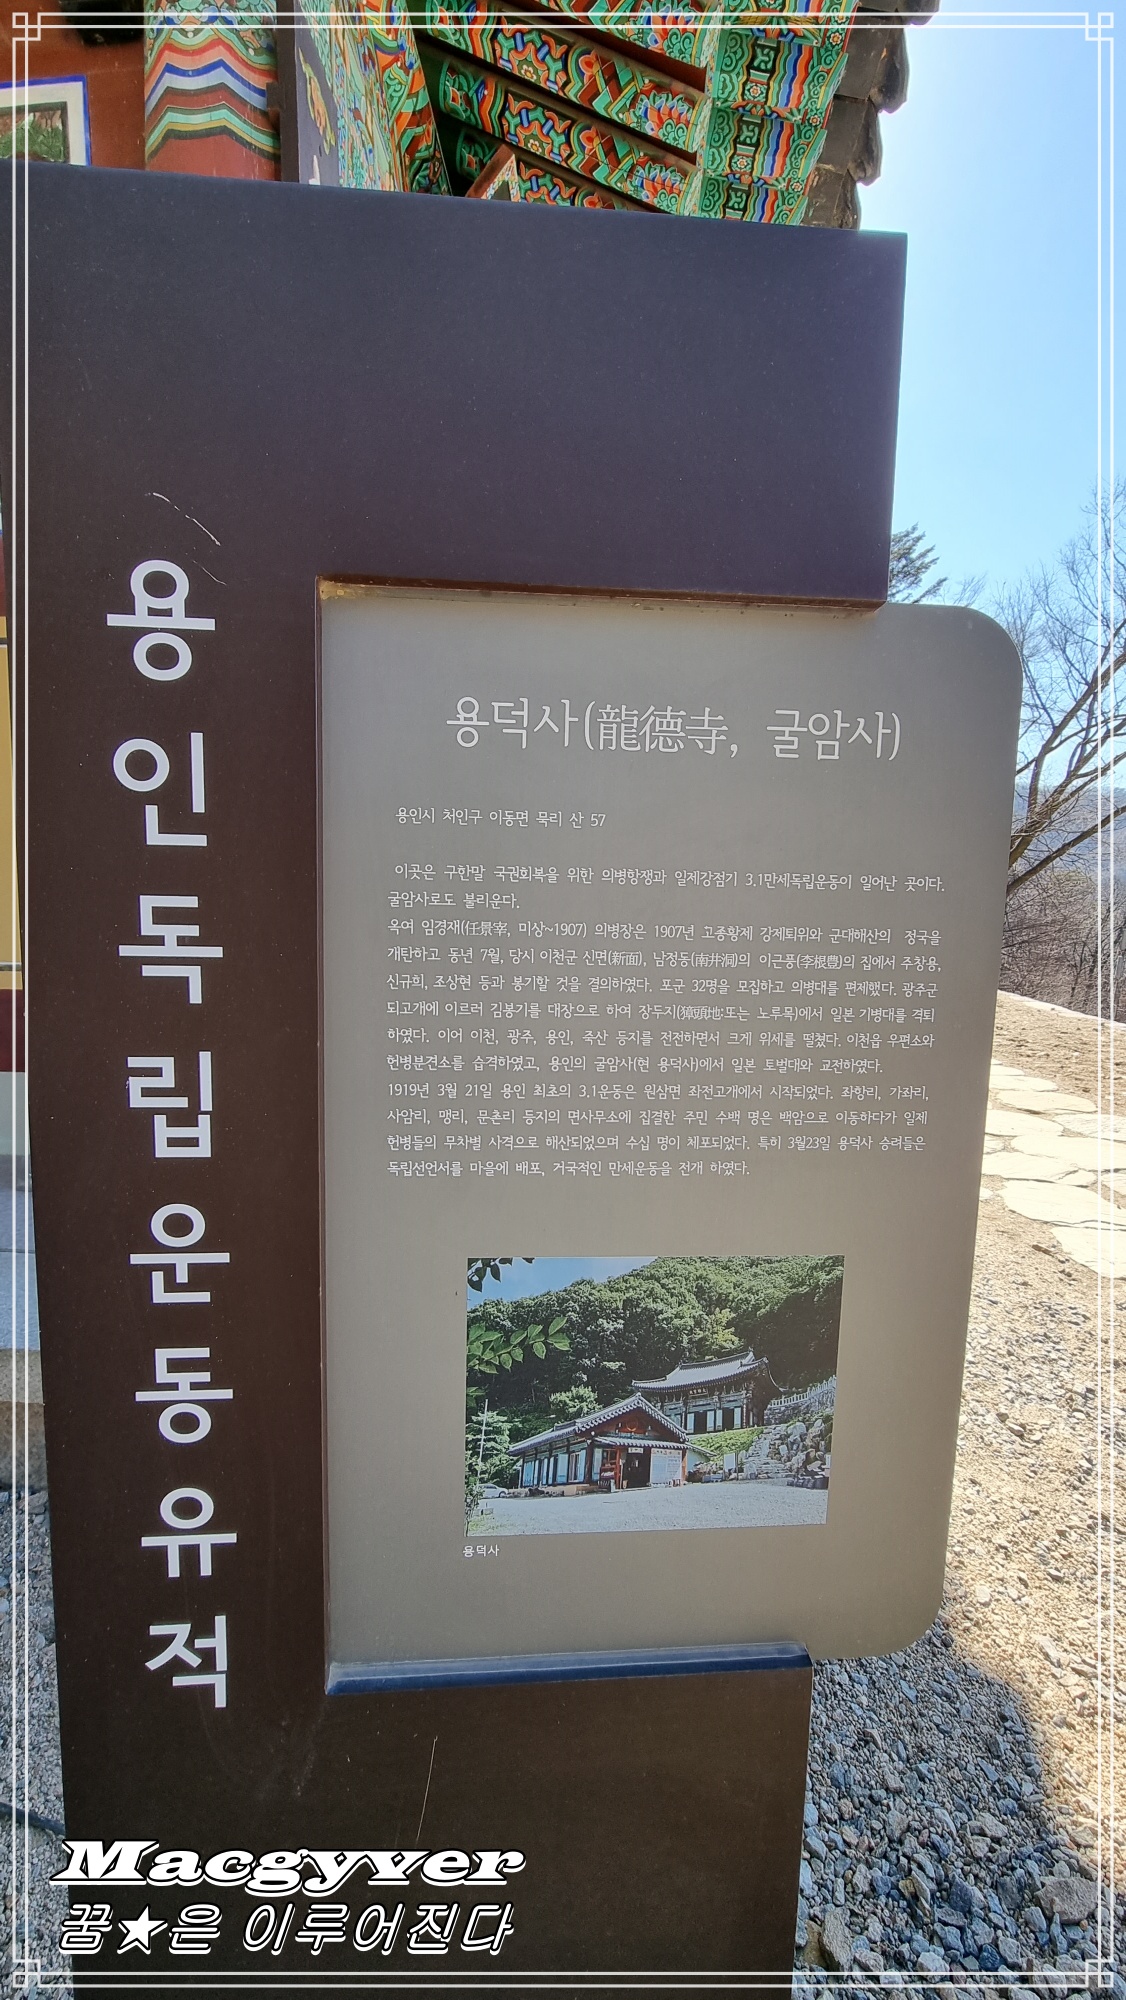 용인독립운동유적
용덕사(龍德寺, 굴암사)
용인시 처인구 이동면 묵리 산 57
이곳은 구한말 국권회복을 위한 의병항쟁과 일제강점기 3.1만세독립운동이 일어난 곳이다.
굴암사로도 불리운다.
옥여 임경재(任景宰, 미상~1907) 의병장은 1907년 고종황제 강제퇴위와 군대해산의 정국을
개탄하고 동년 7월, 당시 이천군 신면(新面), 남정동(南井洞)의 이근풍(李根豊)의 집에서 주창용,
신규희, 조상현 등과 봉기할 것을 결의하였다. 포군 32명을 모집하고 의병대를 편제했다. 광주군
되고개에 이르러 김봉기를 대장으로 하여 장두지(獐頭地:또는 노루목)에서 일본 기병대를 격퇴
하였다. 이어 이천, 광주, 용인, 죽산 등지를 전전하면서 크게 위세를 떨쳤다. 이천읍 우편소와
헌병분견소를 습격하였고, 용인의 굴암사(현 용덕사)에서 일본 토벌대와 교전하였다.
1919년 3월 21일 용인 최초의 3.1운동은 원삼면 좌전고개에서 시작되었다. 좌항리, 가좌리,
사암리, 맹리, 문촌리 등지의 면사무소에 집결한 주민 수백 명은 백암으로 이동하다가 일제
헌병들의 무차별 사격으로 해산되었으며 수십 명이 체포되었다. 특히 3월23일 용덕사 승려들은
독립선언서를 마을에 배포, 거국적인 만세운동을 전개 하였다.
용덕사
Macgyver
꿈★은 이루어진다